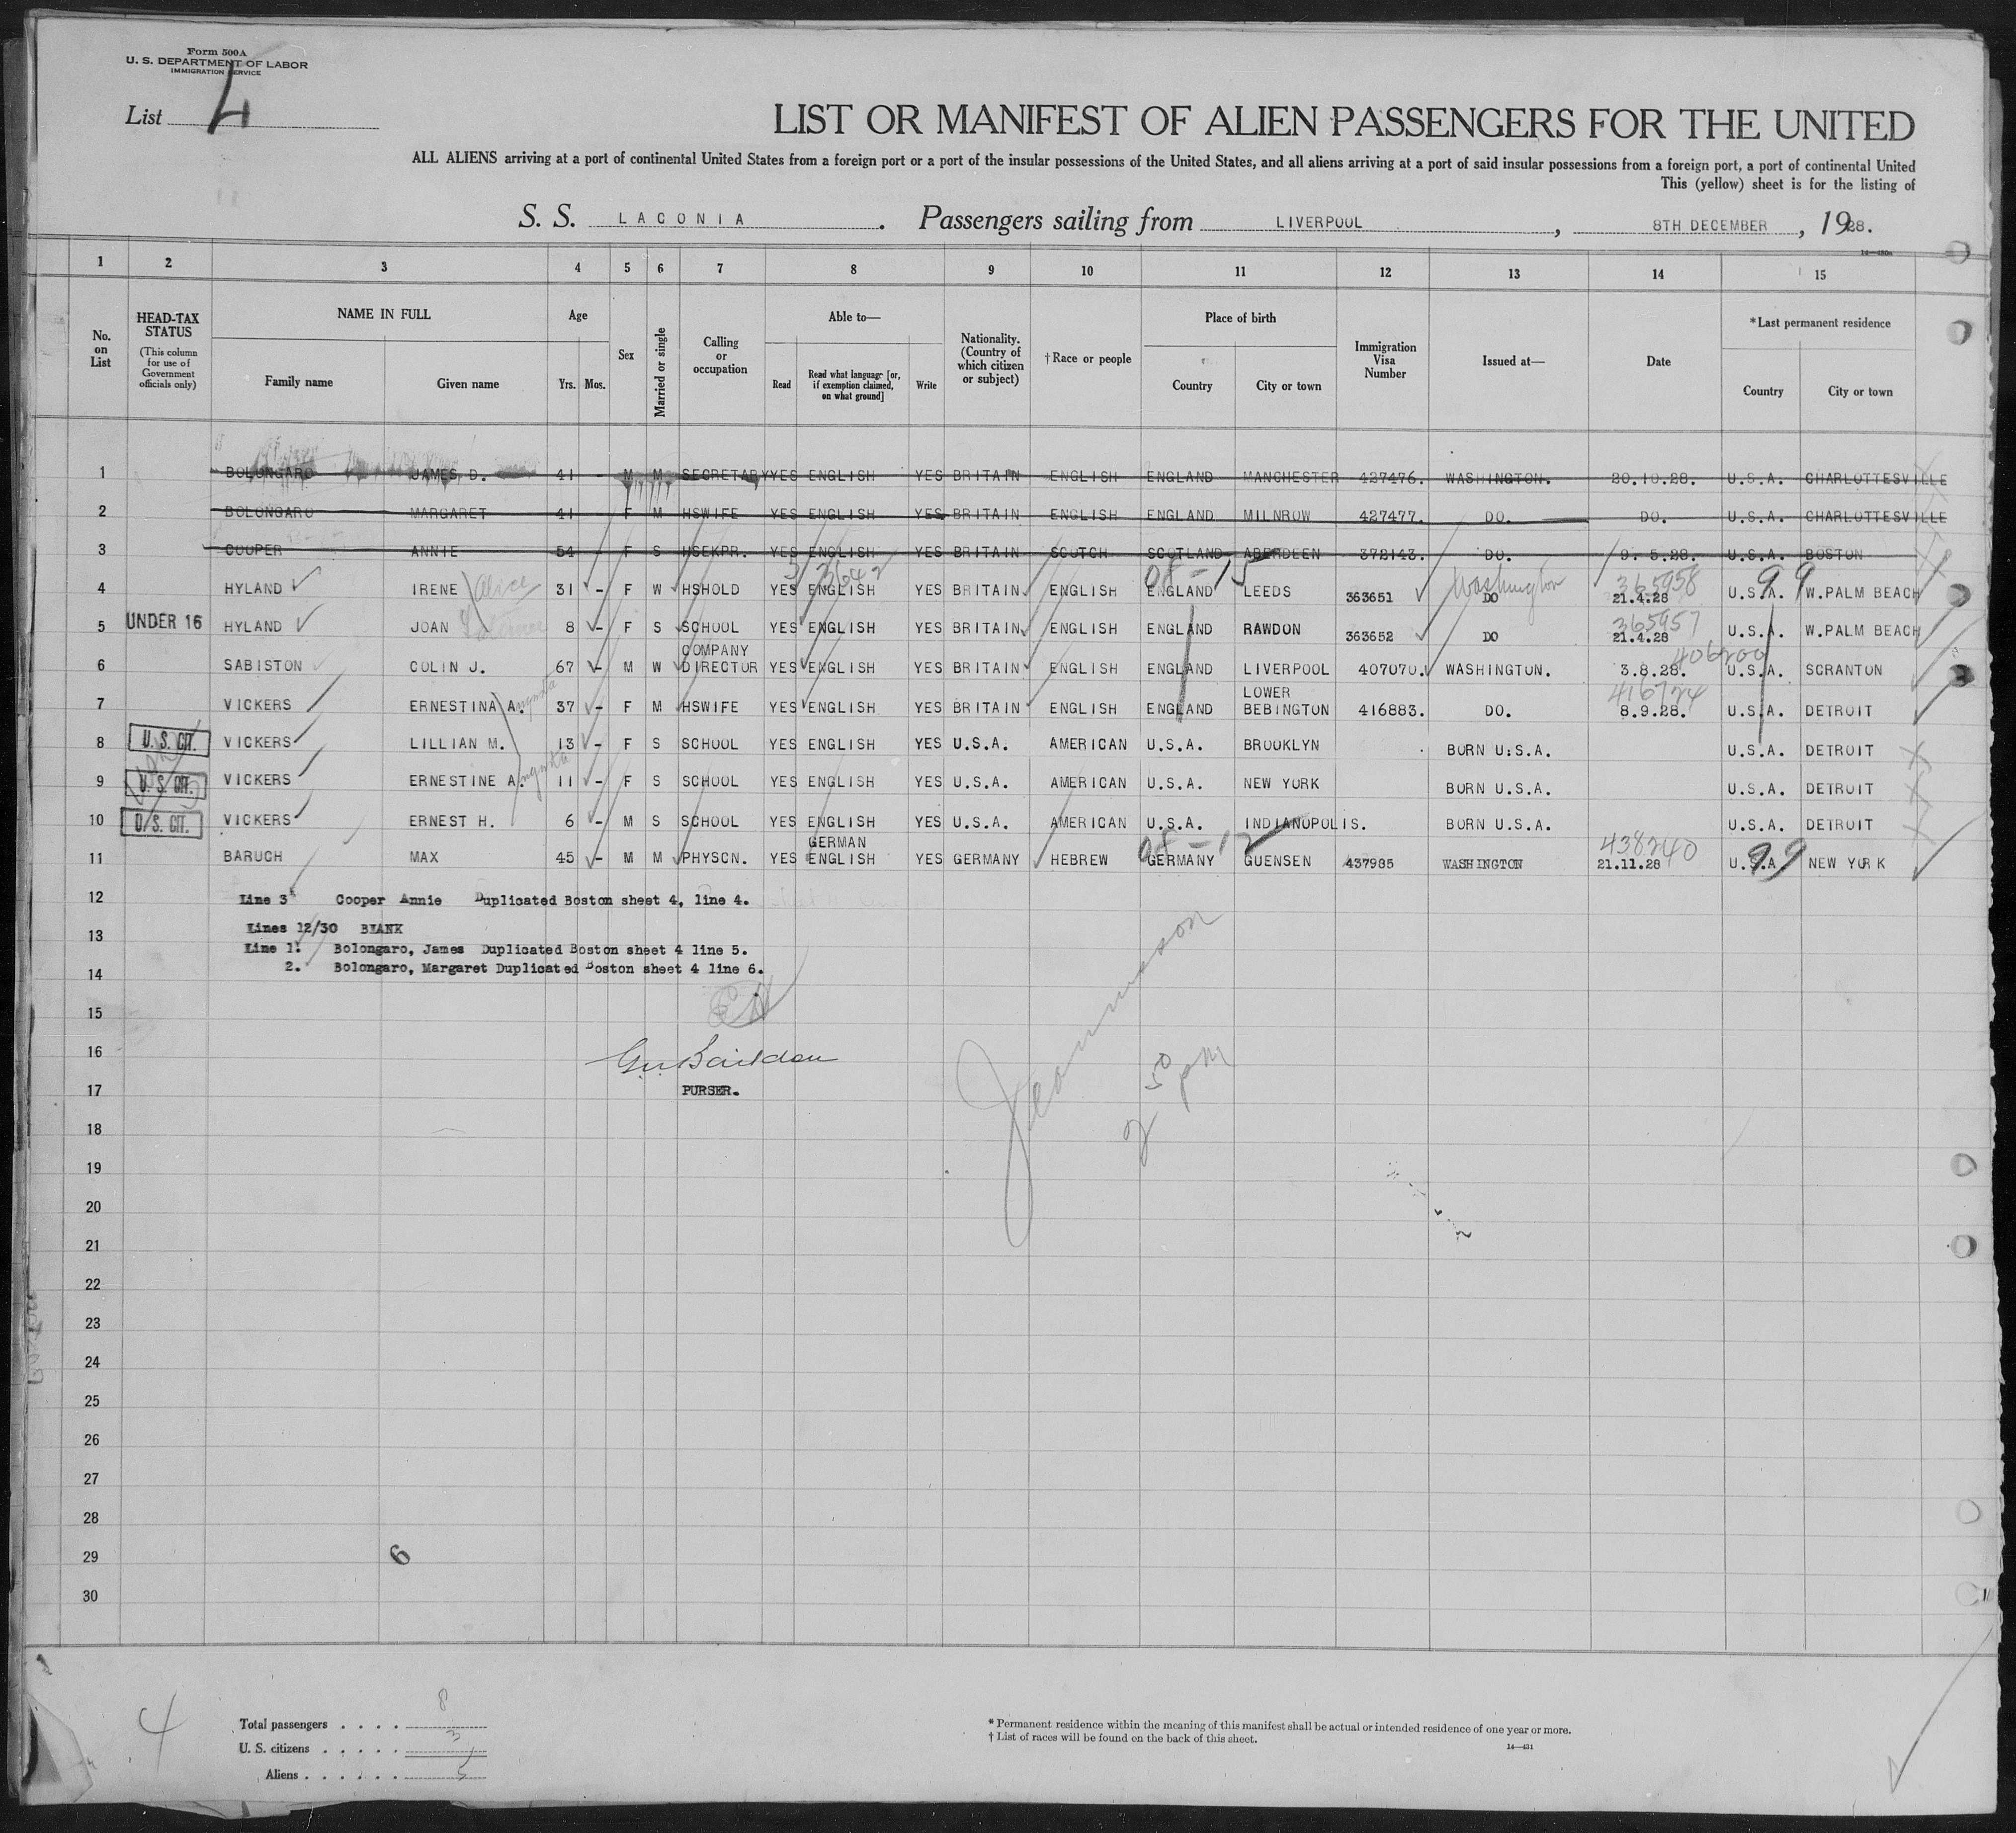 Form 500A
U. S. DEPARTMENT OF LABOR
IMMIGRATION SERVICE
List 4
LIST OR MANIFEST OF ALIEN PASSENGERS FOR THE UNITED
ALL ALIENS arriving at a port of continental United States from a foreign port or a port of the insular possessions of the United States, and all aliens arriving at a port of said insular possessions from a foreign port, a port of continental United
This (yellow) sheet is for the listing of
S. S. LACONIA. Passengers sailing from LIVERPOOL, 8TH DECEMBER, 1928.
1 2 3 4 5 6 7 8 9 10 11 12 13 14 15
No. on List
HEAD-TAX STATUS (This column for use of Government officials only)
NAME IN FULL
Family name
Given name
Age
Yrs. Mos.
Sex
Married or single
Calling or occupation
Able to—
Read
Read what language [or, if exemption claimed, on what ground]
Write
Nationality. (Country of which citizen or subject)
†Race or people
Place of birth
Country
City or town
Immigration Visa Number
Issued at—
Date
*Last permanent residence
Country
City or town
1 BOLONGARO JAMES D. 41 - M M SECRETARY YES ENGLISH YES BRITAIN ENGLISH ENGLAND MANCHESTER 427476. WASHINGTON. 20.10.28. U.S.A. CHARLOTTESVILLE
2 BOLONGARO MARGARET 41 - F M HSWIFE YES ENGLISH YES BRITAIN ENGLISH ENGLAND MILNROW 427477. DO. DO. U.S.A. CHARLOTTESVILLE
3 COOPER ANNIE 54 - F S HSEKPR. YES ENGLISH YES BRITAIN SCOTCH SCOTLAND ABERDEEN 372143. DO. 9.5.28. U.S.A. BOSTON
08-15 Washington 365958 99
4 HYLAND IRENE Alice 31 - F W HSHOLD YES ENGLISH YES BRITAIN ENGLISH ENGLAND LEEDS 363651 DO 21.4.28 U.S.A. W.PALM BEACH
365957
5 UNDER 16 HYLAND JOAN 8 - F S SCHOOL YES ENGLISH YES BRITAIN ENGLISH ENGLAND RAWDON 363652 DO 21.4.28 U.S.A. W.PALM BEACH
406200
6 SABISTON COLIN J. 67 - M W COMPANY DIRECTOR YES ENGLISH YES BRITAIN ENGLISH ENGLAND LIVERPOOL 407070. WASHINGTON. 3.8.28. U.S.A. SCRANTON
416724
7 VICKERS ERNESTINA A. 37 - F M HSWIFE YES ENGLISH YES BRITAIN ENGLISH ENGLAND LOWER BEBINGTON 416883. DO. 8.9.28. U.S.A. DETROIT
8 U.S. CIT. VICKERS LILLIAN M. 13 - F S SCHOOL YES ENGLISH YES U.S.A. AMERICAN U.S.A. BROOKLYN BORN U.S.A. U.S.A. DETROIT
9 U.S. CIT. VICKERS ERNESTINE A. 11 - F S SCHOOL YES ENGLISH YES U.S.A. AMERICAN U.S.A. NEW YORK BORN U.S.A. U.S.A. DETROIT
10 U.S. CIT. VICKERS ERNEST H. 6 - M S SCHOOL YES ENGLISH YES U.S.A. AMERICAN U.S.A. INDIANOPOLIS. BORN U.S.A. U.S.A. DETROIT
08-12 438240 99
11 BARUCH MAX 45 - M M PHYSCN. YES GERMAN ENGLISH YES GERMANY HEBREW GERMANY GUENSEN 437985 WASHINGTON 21.11.28 U.S.A. NEW YORK
12 Line 3 Cooper Annie Duplicated Boston sheet 4, line 4.
Lines 12/30 BLANK
13 Line 1. Bolongaro, James Duplicated Boston sheet 4 line 5.
14 2. Bolongaro, Margaret Duplicated Boston sheet 4 line 6.
15
16
17 PURSER.
2 50 pm
18
19
20
21
22
23
24
25
26
27
28
29 6
30
4
Total passengers . . . . 8
U. S. citizens . . . . . 3
Aliens . . . . . . 5
* Permanent residence within the meaning of this manifest shall be actual or intended residence of one year or more.
† List of races will be found on the back of this sheet.
14—431